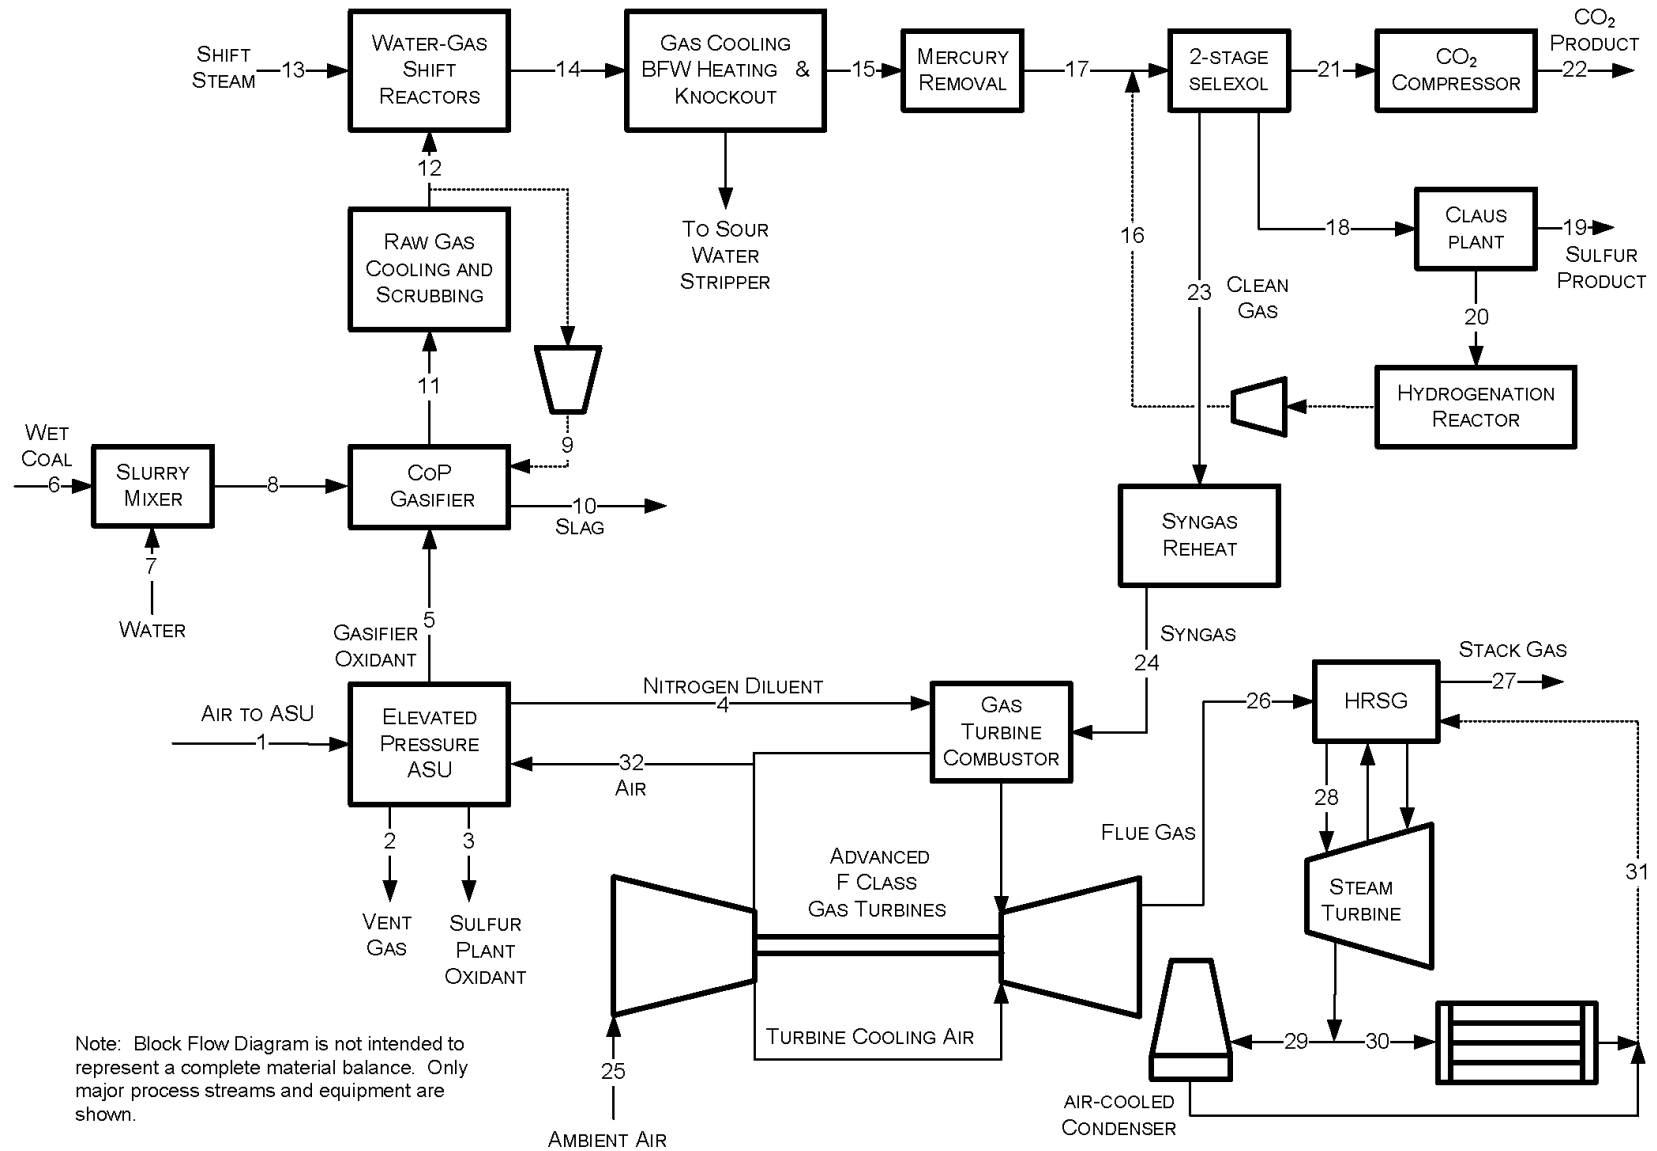 SHIFT
STEAM
13
WATER-GAS
SHIFT
REACTORS
14
GAS COOLING
BFW HEATING &
KNOCKOUT
15
MERCURY
REMOVAL
17
2-STAGE
SELEXOL
21
CO₂
COMPRESSOR
CO₂
PRODUCT
22
12
RAW GAS
COOLING AND
SCRUBBING
TO SOUR
WATER
STRIPPER
16
23
CLEAN
GAS
18
CLAUS
PLANT
19
SULFUR
PRODUCT
20
HYDROGENATION
REACTOR
11
9
WET
COAL
6
SLURRY
MIXER
8
COP
GASIFIER
10
SLAG
7
WATER
5
GASIFIER
OXIDANT
SYNGAS
REHEAT
SYNGAS
24
AIR TO ASU
1
ELEVATED
PRESSURE
ASU
NITROGEN DILUENT
4
32
AIR
GAS
TURBINE
COMBUSTOR
26
HRSG
STACK GAS
27
28
2
VENT
GAS
3
SULFUR
PLANT
OXIDANT
ADVANCED
F CLASS
GAS TURBINES
FLUE GAS
STEAM
TURBINE
31
TURBINE COOLING AIR
25
AMBIENT AIR
29
30
AIR-COOLED
CONDENSER
Note: Block Flow Diagram is not intended to
represent a complete material balance. Only
major process streams and equipment are
shown.